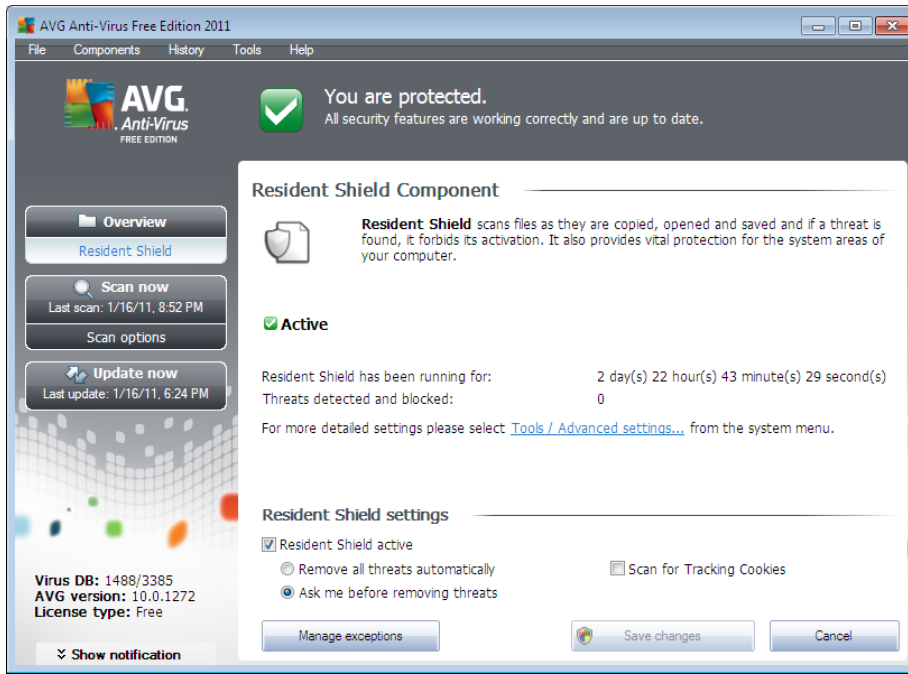 AVG Anti-Virus Free Edition 2011
File Components History Tools Help
AVG.
Anti-Virus
FREE EDITION
You are protected.
All security features are working correctly and are up to date.
Overview
Resident Shield
Scan now
Last scan: 1/16/11, 8:52 PM
Scan options
Update now
Last update: 1/16/11, 6:24 PM
Virus DB: 1488/3385
AVG version: 10.0.1272
License type: Free
Show notification
Resident Shield Component
Resident Shield scans files as they are copied, opened and saved and if a threat is
found, it forbids its activation. It also provides vital protection for the system areas of
your computer.
Active
Resident Shield has been running for: 2 day(s) 22 hour(s) 43 minute(s) 29 second(s)
Threats detected and blocked: 0
For more detailed settings please select Tools / Advanced settings... from the system menu.
Resident Shield settings
Resident Shield active
Remove all threats automatically Scan for Tracking Cookies
Ask me before removing threats
Manage exceptions Save changes Cancel